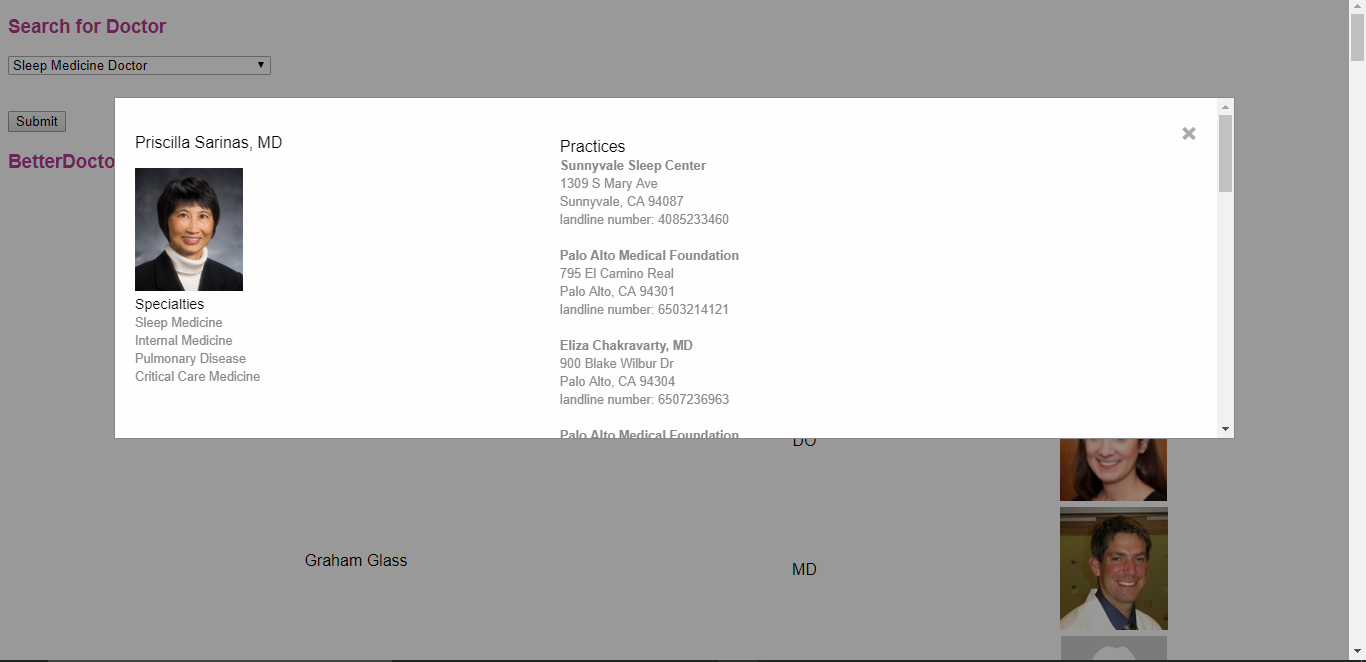 Search for Doctor
Sleep Medicine Doctor
Submit
BetterDocto
Priscilla Sarinas, MD
Specialties
Sleep Medicine
Internal Medicine
Pulmonary Disease
Critical Care Medicine
Practices
Sunnyvale Sleep Center
1309 S Mary Ave
Sunnyvale, CA 94087
landline number: 4085233460
Palo Alto Medical Foundation
795 El Camino Real
Palo Alto, CA 94301
landline number: 6503214121
Eliza Chakravarty, MD
900 Blake Wilbur Dr
Palo Alto, CA 94304
landline number: 6507236963
Palo Alto Medical Foundation
DO
Graham Glass
MD